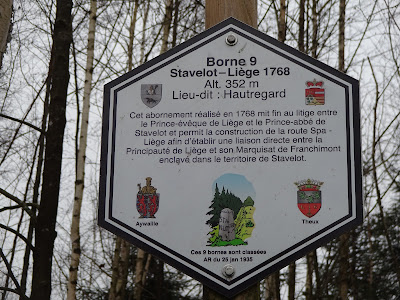 Borne 9
Stavelot – Liège 1768
Alt. 352 m
Lieu-dit : Hautregard
Cet abornement réalisé en 1768 mit fin au litige entre
le Prince-évêque de Liège et le Prince-abbé de
Stavelot et permit la construction de la route Spa -
Liège afin d'établir une liaison directe entre la
Principauté de Liège et son Marquisat de Franchimont
enclavé dans le territoire de Stavelot.
Aywaille
Theux
Ces 9 bornes sont classées
AR du 25 jan 1935